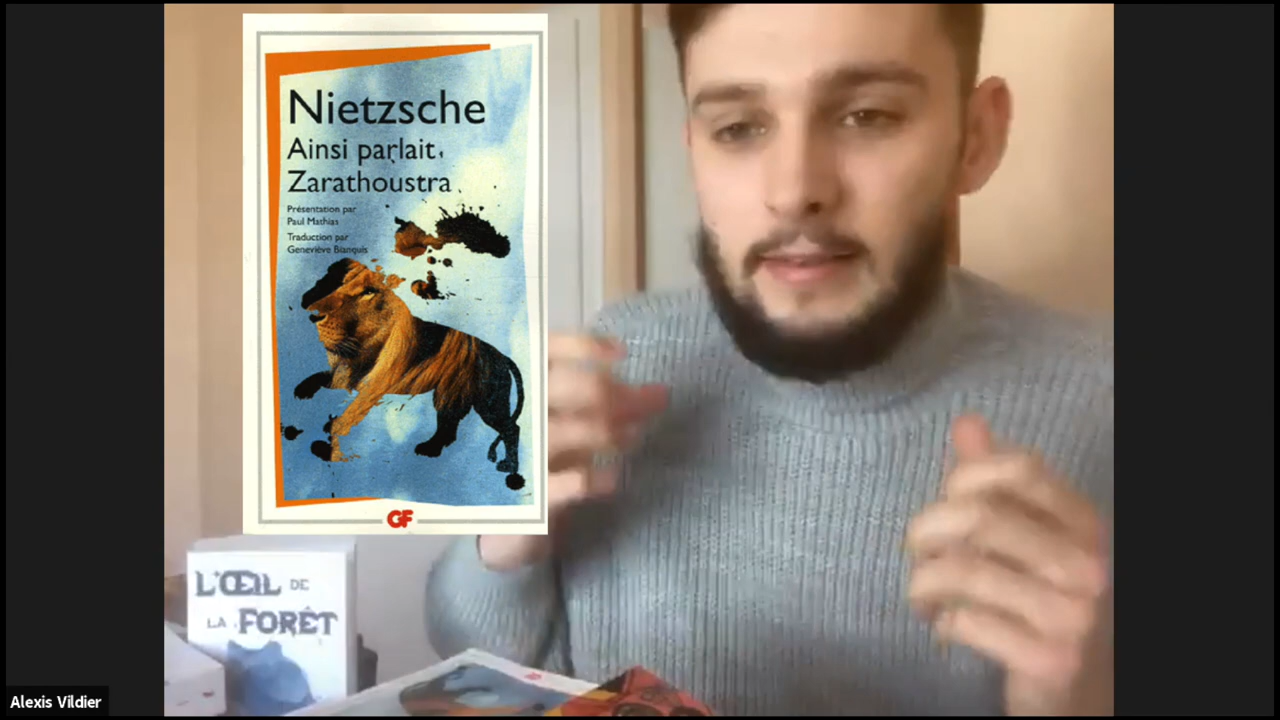 Nietzsche
Ainsi parlait
Zarathoustra
Présentation par
Paul Mathias
Traduction par
Geneviève Bianquis
GF
L'ŒIL DE
LA FORÊT
Alexis Vildier